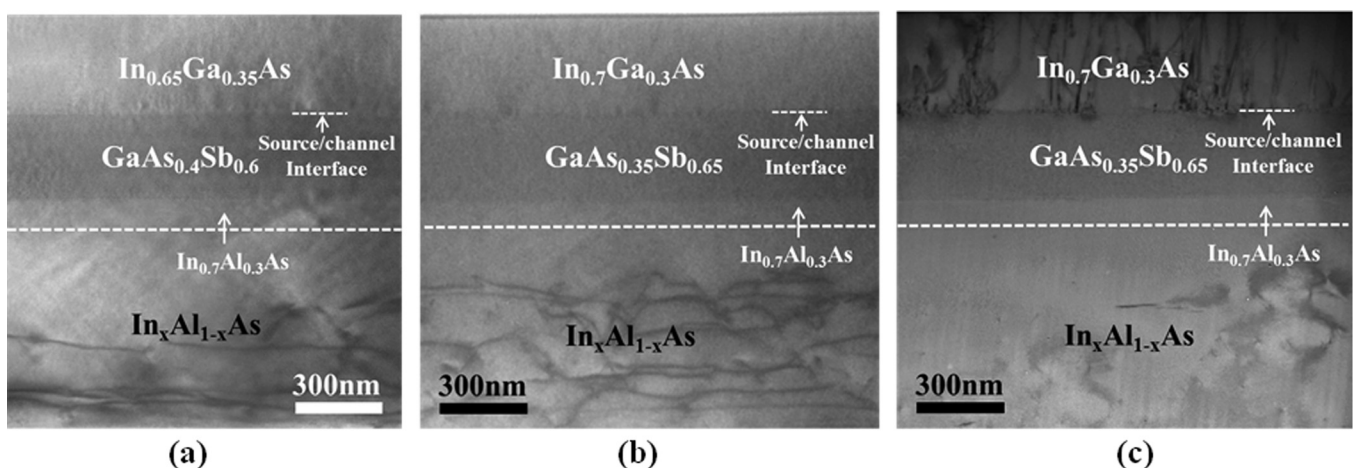 In0.65Ga0.35As
Source/channel
Interface
GaAs0.4Sb0.6
In0.7Al0.3As
InxAl1-xAs
300nm
(a)
In0.7Ga0.3As
Source/channel
Interface
GaAs0.35Sb0.65
In0.7Al0.3As
InxAl1-xAs
300nm
(b)
In0.7Ga0.3As
Source/channel
Interface
GaAs0.35Sb0.65
In0.7Al0.3As
InxAl1-xAs
300nm
(c)